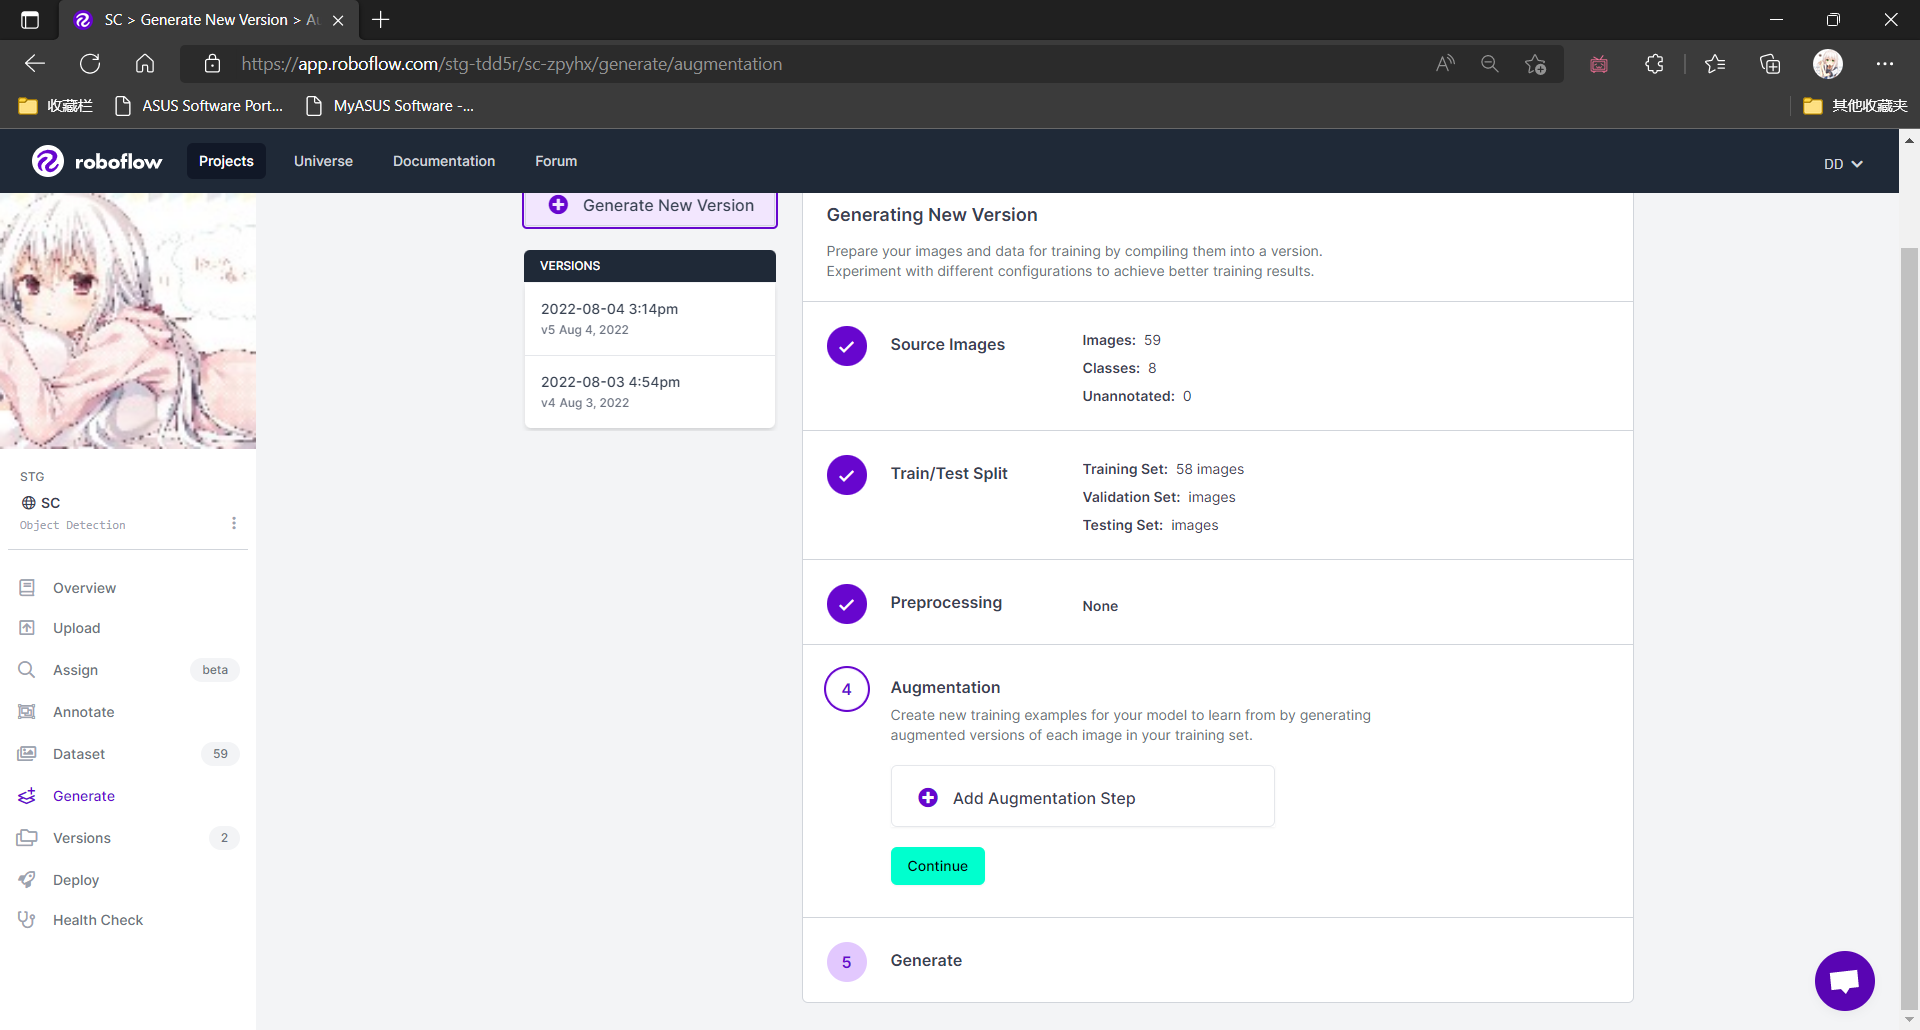 SC > Generate New Version > Au
https://app.roboflow.com/stg-tdd5r/sc-zpyhx/generate/augmentation
收藏栏
ASUS Software Port...
MyASUS Software -...
其他收藏夹
roboflow
Projects
Universe
Documentation
Forum
DD
STG
SC
Object Detection
Overview
Upload
Assign
beta
Annotate
Dataset
59
Generate
Versions
2
Deploy
Health Check
Generate New Version
VERSIONS
2022-08-04 3:14pm
v5 Aug 4, 2022
2022-08-03 4:54pm
v4 Aug 3, 2022
Generating New Version
Prepare your images and data for training by compiling them into a version.
Experiment with different configurations to achieve better training results.
Source Images
Images: 59
Classes: 8
Unannotated: 0
Train/Test Split
Training Set: 58 images
Validation Set: images
Testing Set: images
Preprocessing
None
4
Augmentation
Create new training examples for your model to learn from by generating
augmented versions of each image in your training set.
Add Augmentation Step
Continue
5
Generate